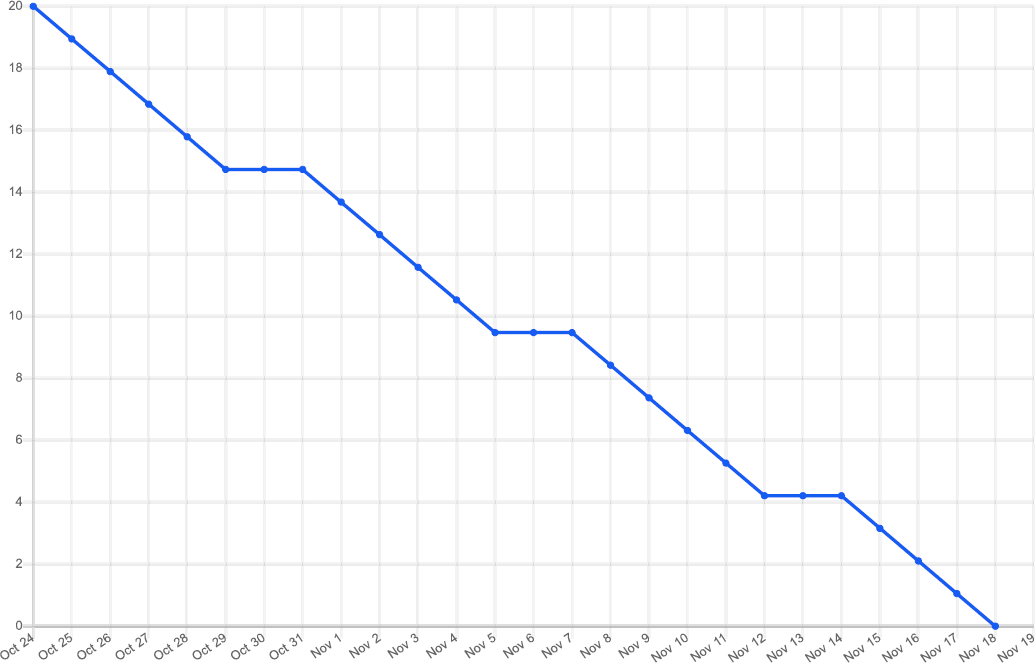 20
18
16
14
12
10
8
6
4
2
0
Oct 24
Oct 25
Oct 26
Oct 27
Oct 28
Oct 29
Oct 30
Oct 31
Nov 1
Nov 2
Nov 3
Nov 4
Nov 5
Nov 6
Nov 7
Nov 8
Nov 9
Nov 10
Nov 11
Nov 12
Nov 13
Nov 14
Nov 15
Nov 16
Nov 17
Nov 18
Nov 19